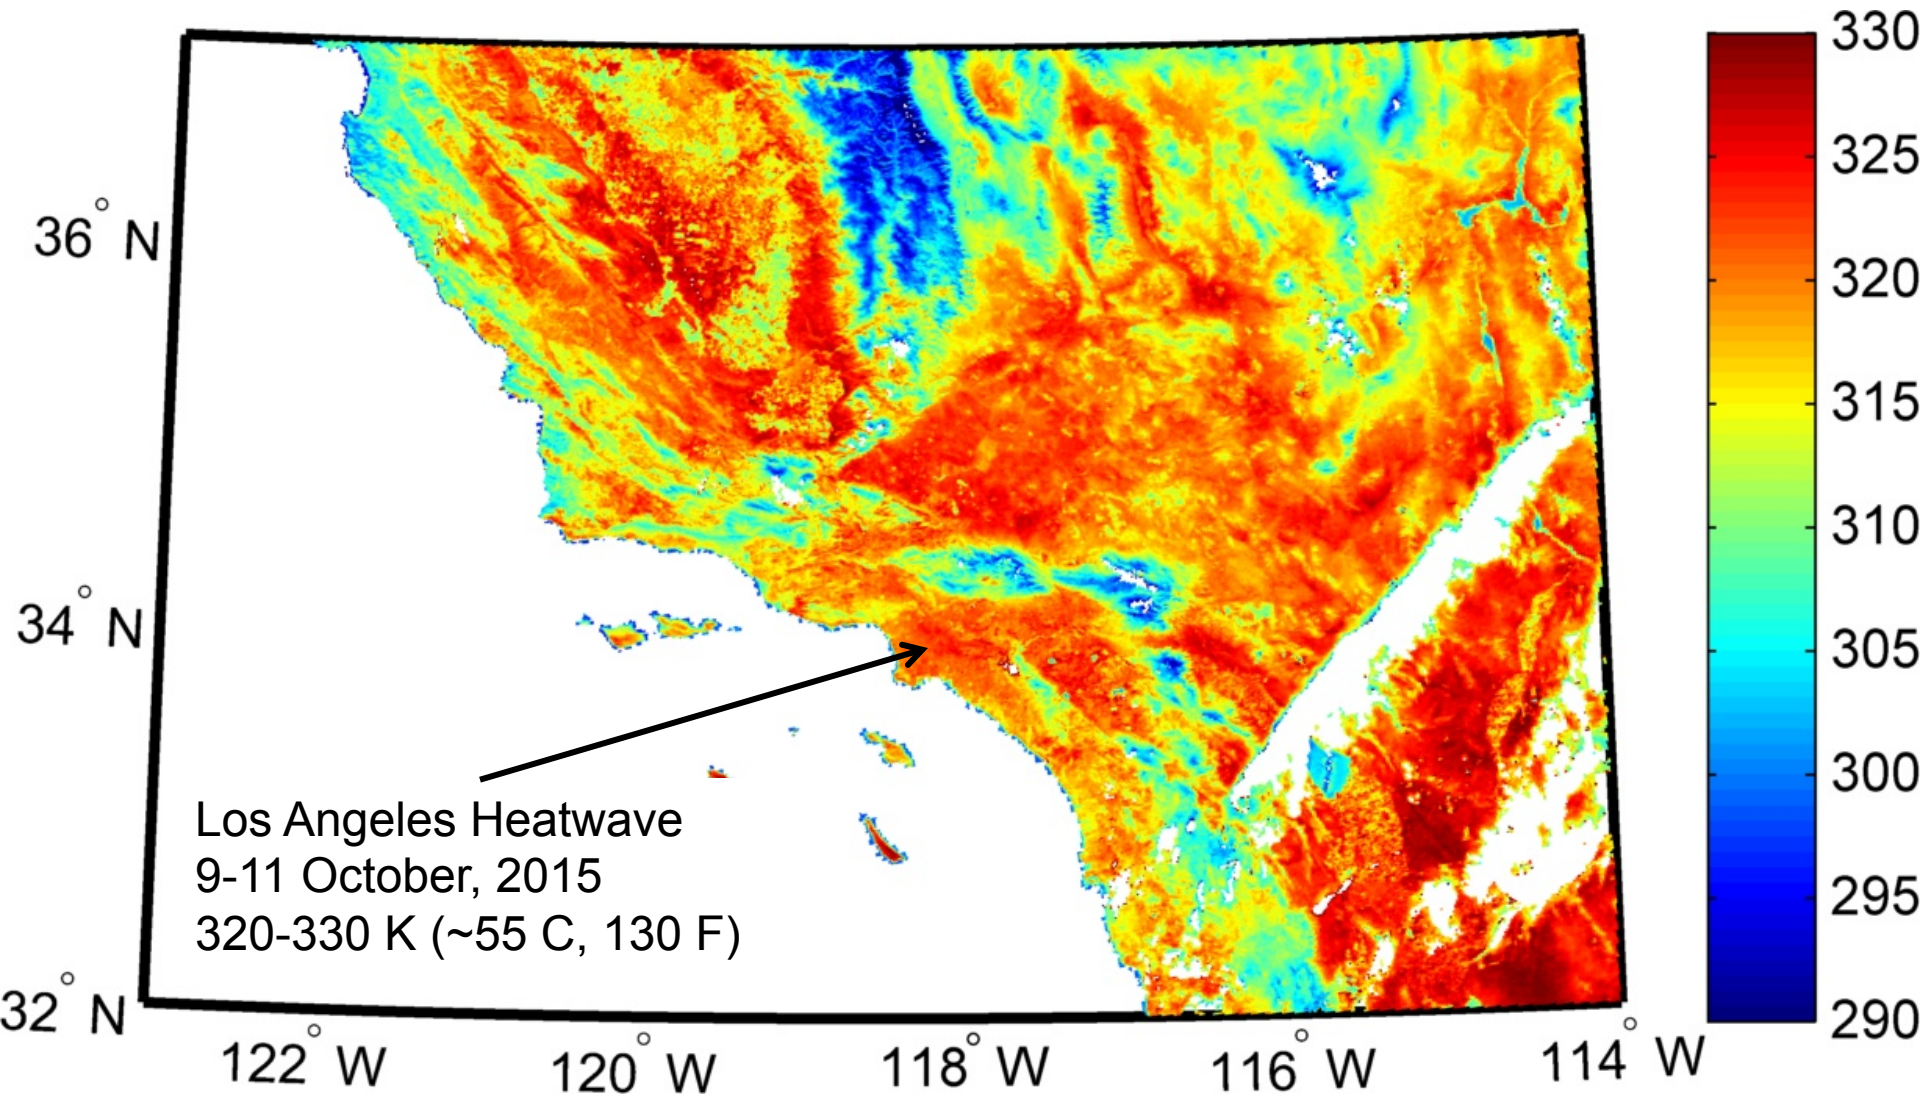 330
325
320
315
310
305
300
295
290
36° N
34° N
32° N
Los Angeles Heatwave
9-11 October, 2015
320-330 K (~55 C, 130 F)
122° W
120° W
118° W
116° W
114° W